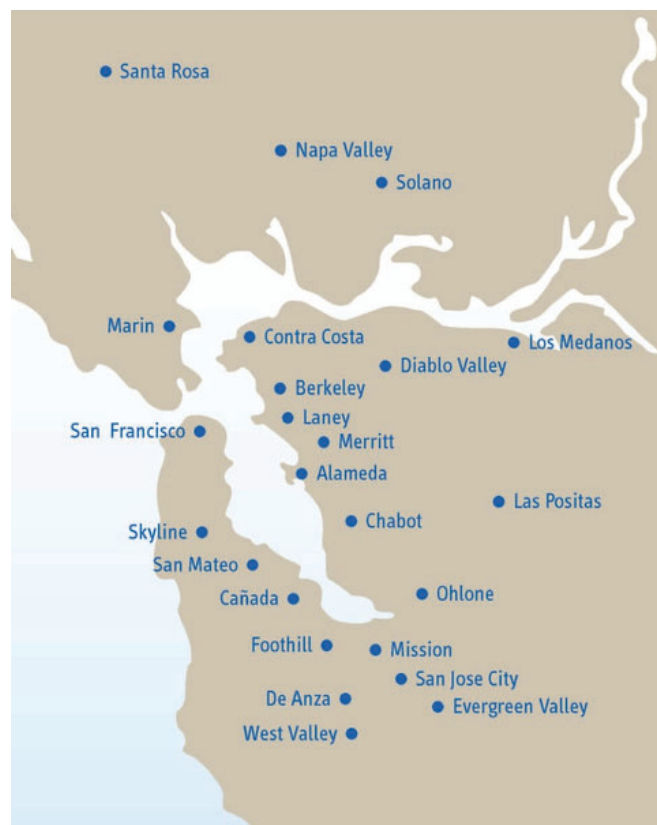 Santa Rosa
Napa Valley
Solano
Marin
Contra Costa
Los Medanos
Diablo Valley
Berkeley
Laney
San Francisco
Merritt
Alameda
Las Positas
Chabot
Skyline
San Mateo
Cañada
Ohlone
Foothill
Mission
San Jose City
De Anza
Evergreen Valley
West Valley